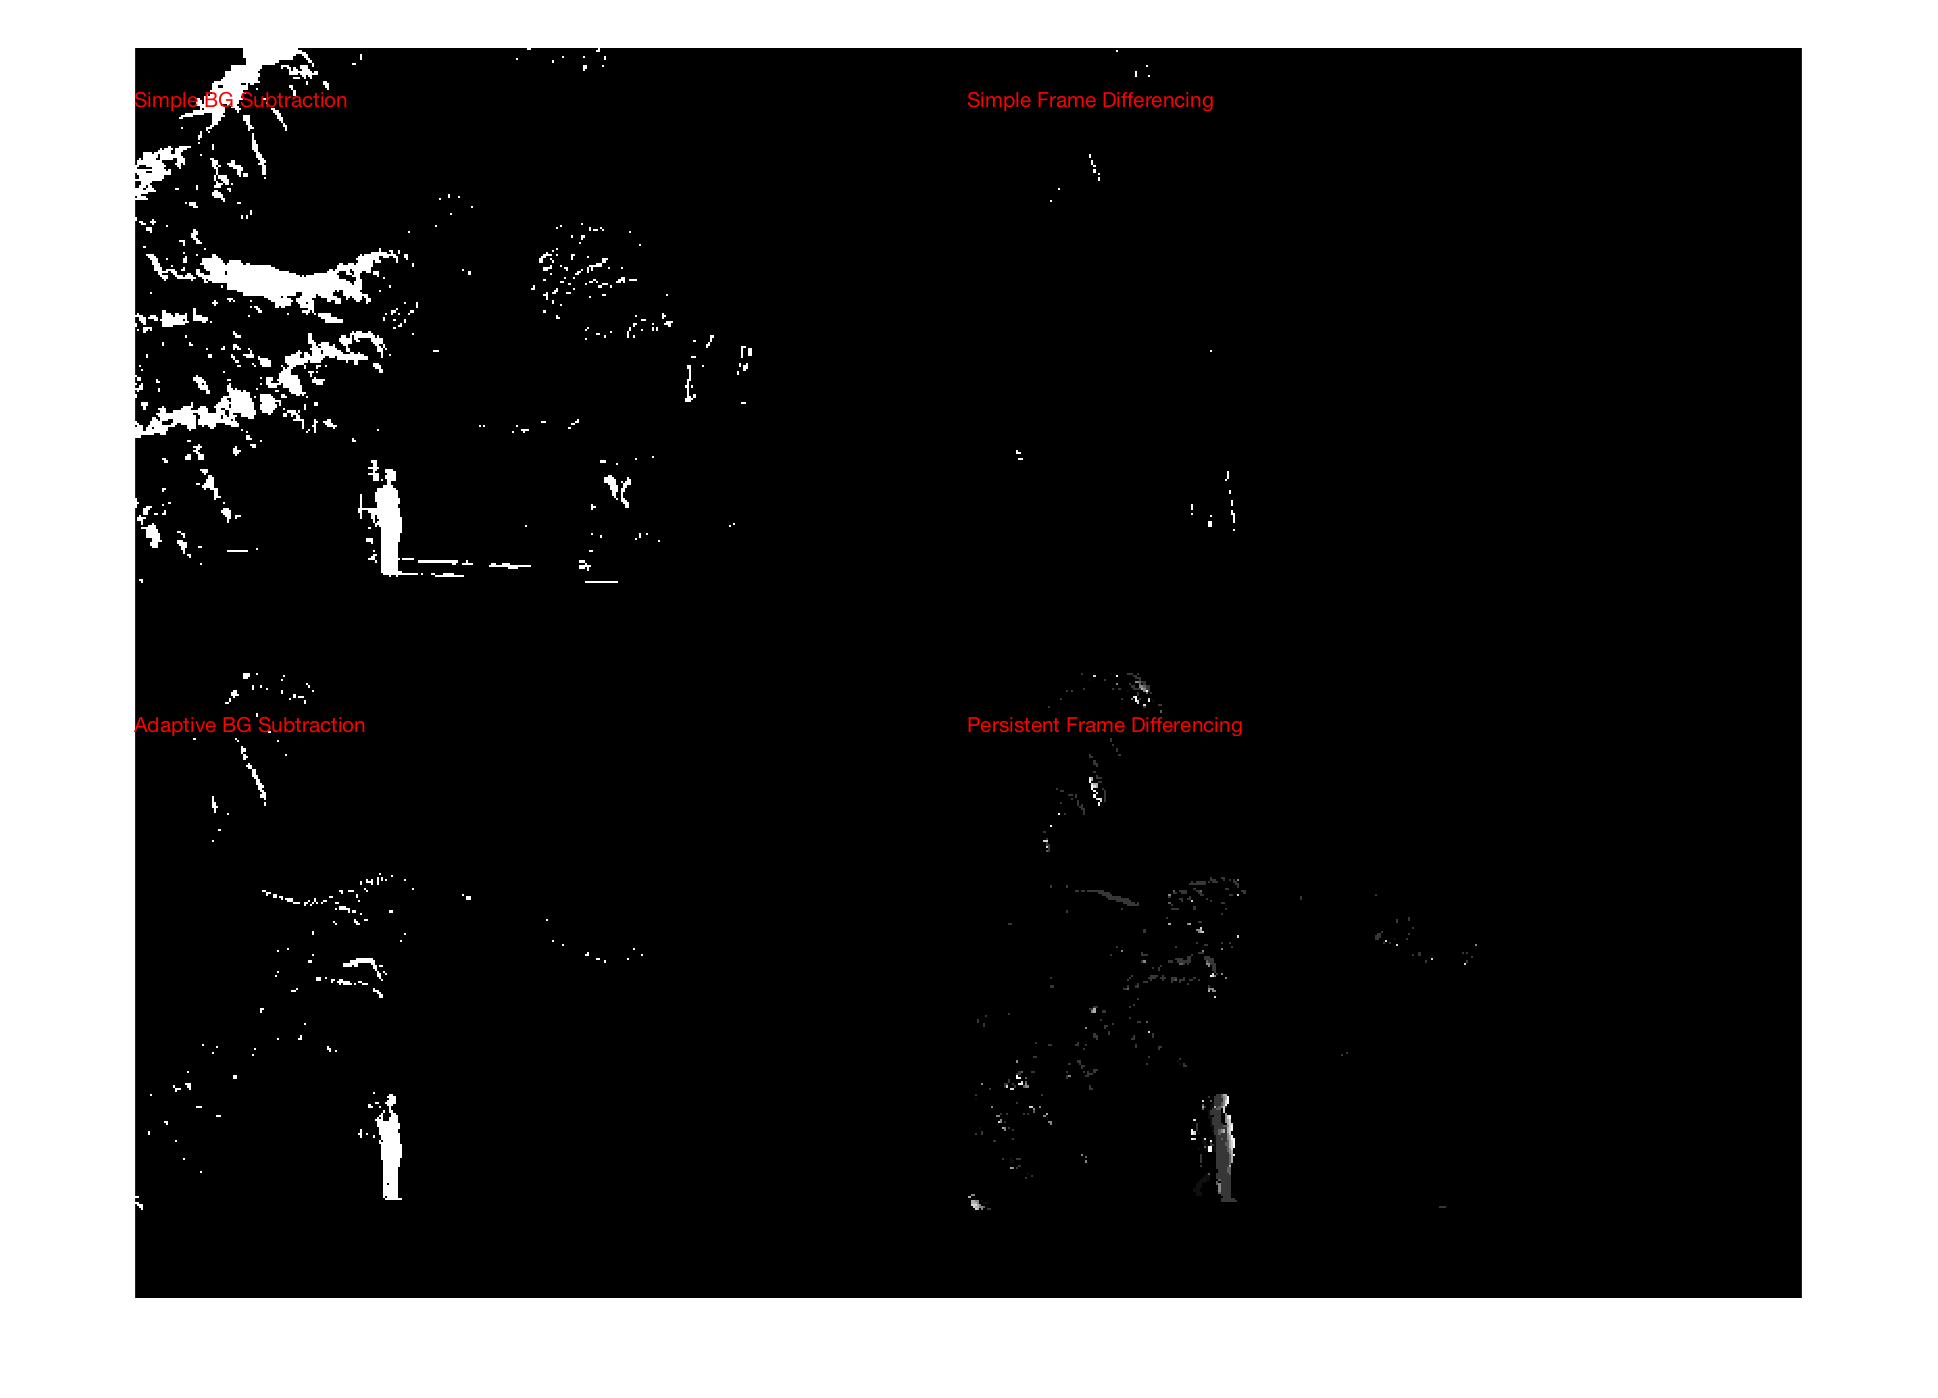 Simple BG Subtraction
Simple Frame Differencing
Adaptive BG Subtraction
Persistent Frame Differencing